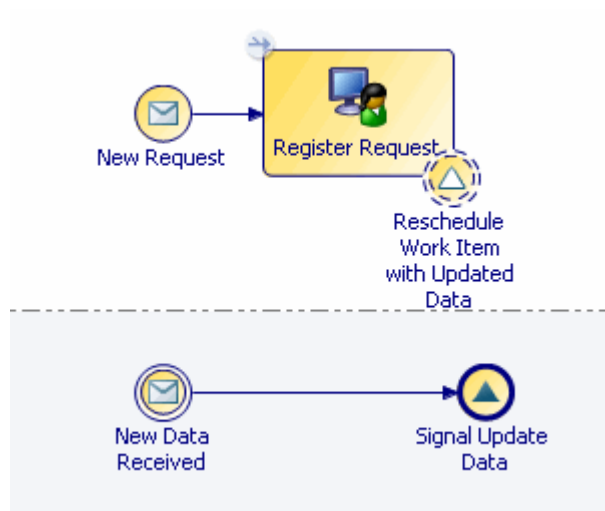 New Request
Register Request
Reschedule
Work Item
with Updated
Data
New Data
Received
Signal Update
Data